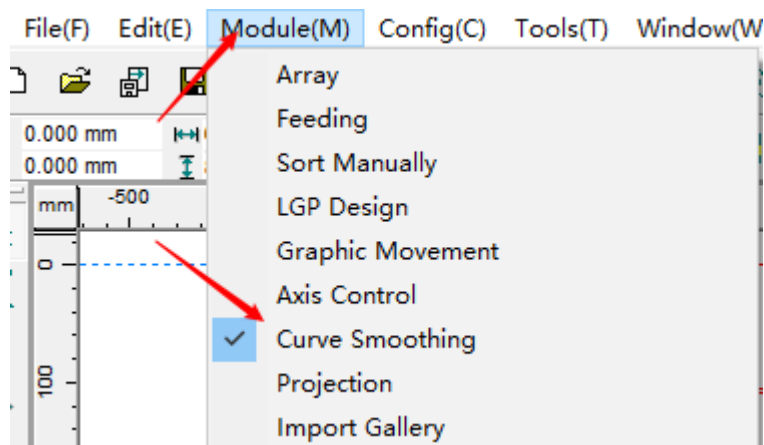 File(F) Edit(E) Module(M) Config(C) Tools(T) Window(W
Array
0.000 mm
Feeding
0.000 mm
Sort Manually
mm -500
LGP Design
Graphic Movement
0
Axis Control
Curve Smoothing
100
Projection
Import Gallery